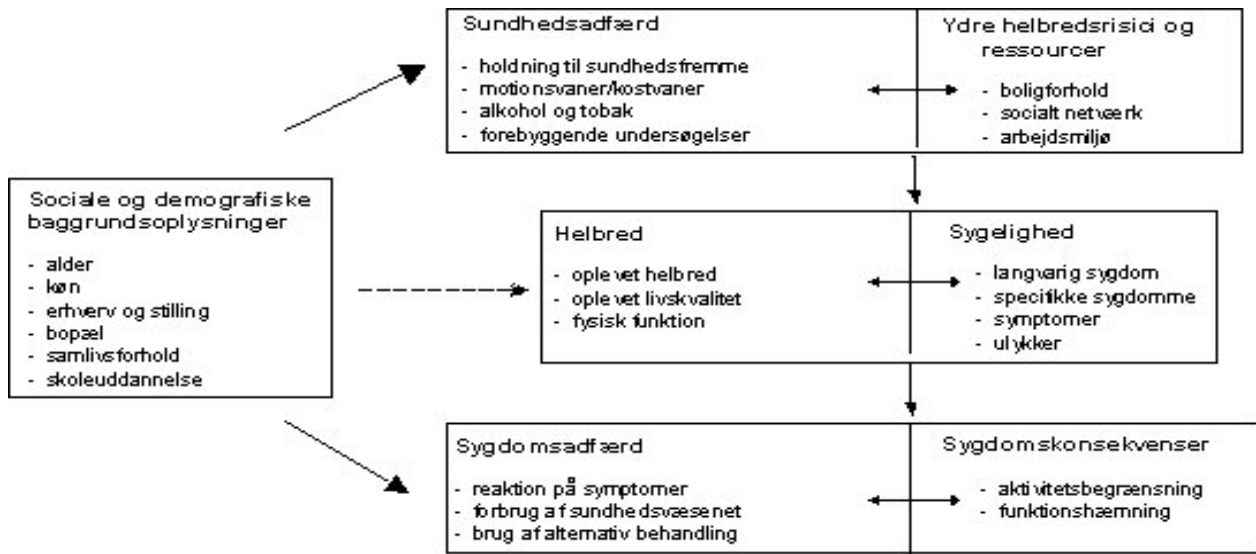 Sundhedsadfærd
- holdning til sundhedsfremme
- motionsvaner/kostvaner
- alkohol og tobak
- forebyggende undersøgelser
Ydre helbredsrisici og
ressourcer
- boligforhold
- socialt netværk
- arbejdsmiljø
Sociale og demografiske
baggrundsoplysninger
- alder
- køn
- erhverv og stilling
- bopæl
- samlivsforhold
- skoleuddannelse
Helbred
- oplevet helbred
- oplevet livskvalitet
- fysisk funktion
Sygelighed
- langvarig sygdom
- specifikke sygdomme
- symptomer
- ulykker
Sygdomsadfærd
- reaktion på symptomer
- forbrug af sundhedsvæsenet
- brug af alternativ behandling
Sygdomskonsekvenser
- aktivitetsbegrænsning
- funktionshæmning